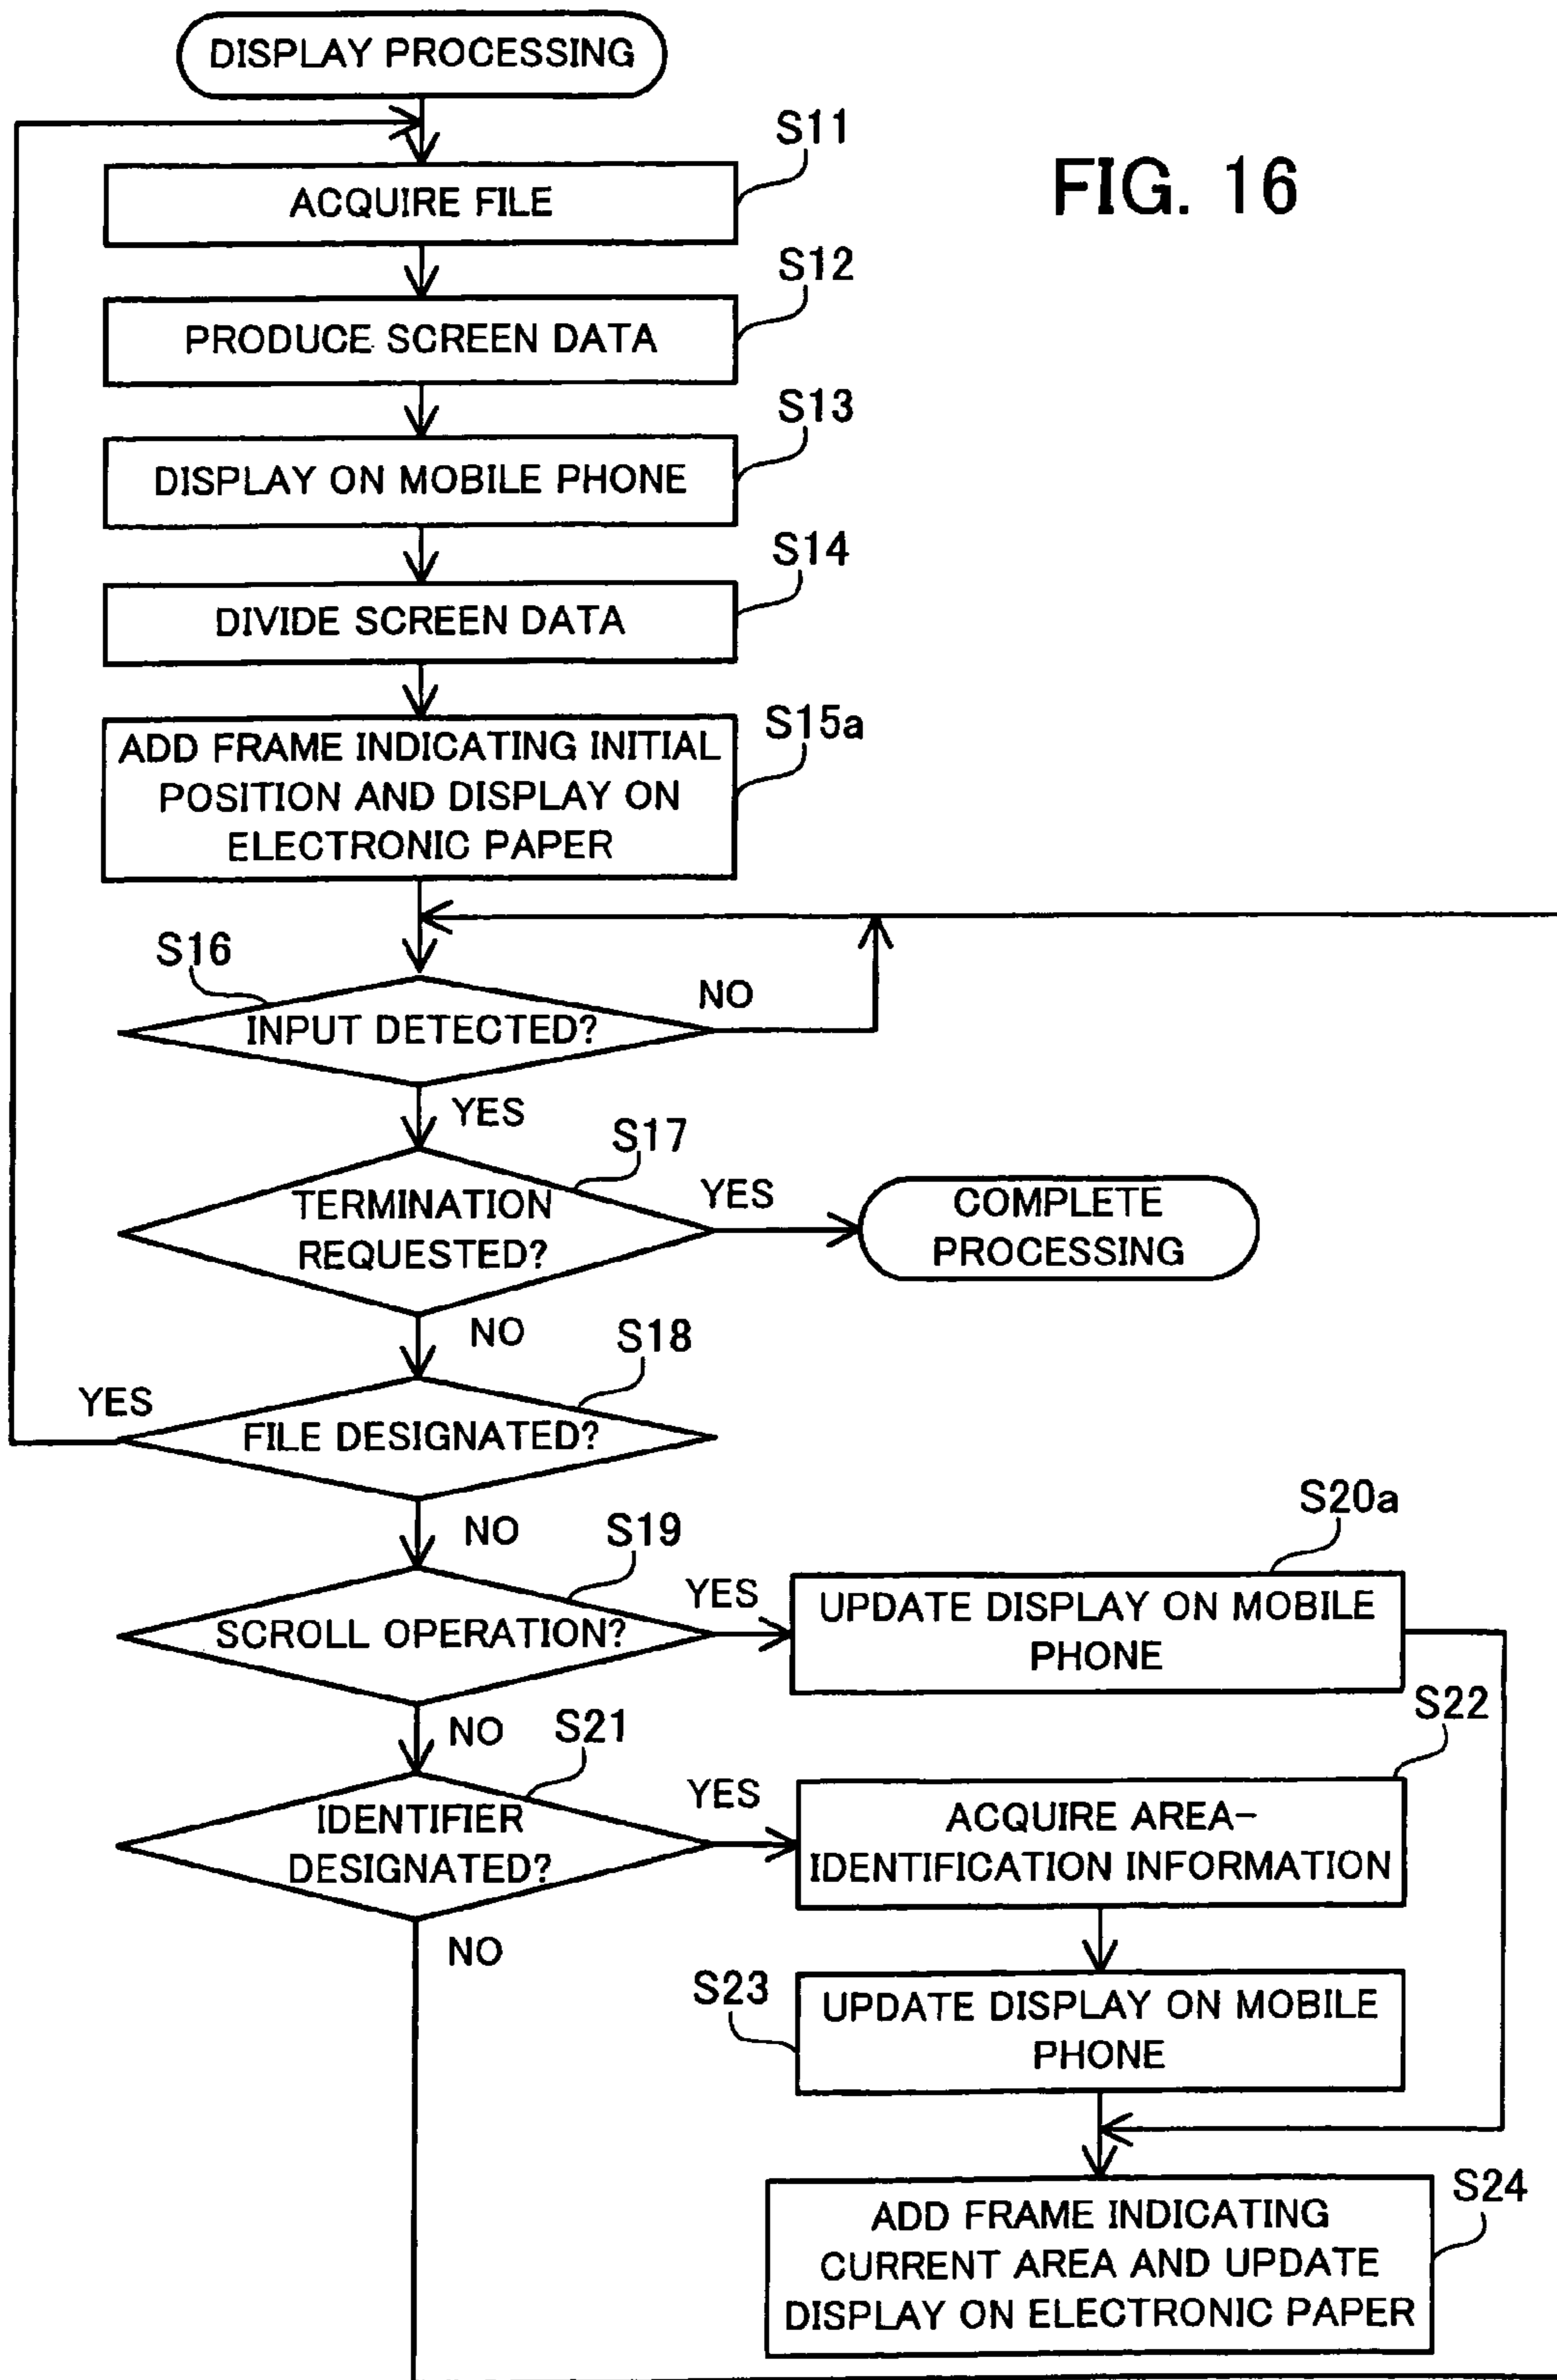 DISPLAY PROCESSING
FIG. 16
S11
ACQUIRE FILE
S12
PRODUCE SCREEN DATA
S13
DISPLAY ON MOBILE PHONE
S14
DIVIDE SCREEN DATA
S15a
ADD FRAME INDICATING INITIAL
POSITION AND DISPLAY ON
ELECTRONIC PAPER
S16
INPUT DETECTED?
NO
YES
S17
TERMINATION
REQUESTED?
YES
COMPLETE
PROCESSING
NO
S18
YES
FILE DESIGNATED?
NO
S19
SCROLL OPERATION?
YES
S20a
UPDATE DISPLAY ON MOBILE
PHONE
NO
S21
IDENTIFIER
DESIGNATED?
YES
S22
ACQUIRE AREA-
IDENTIFICATION INFORMATION
NO
S23
UPDATE DISPLAY ON MOBILE
PHONE
S24
ADD FRAME INDICATING
CURRENT AREA AND UPDATE
DISPLAY ON ELECTRONIC PAPER